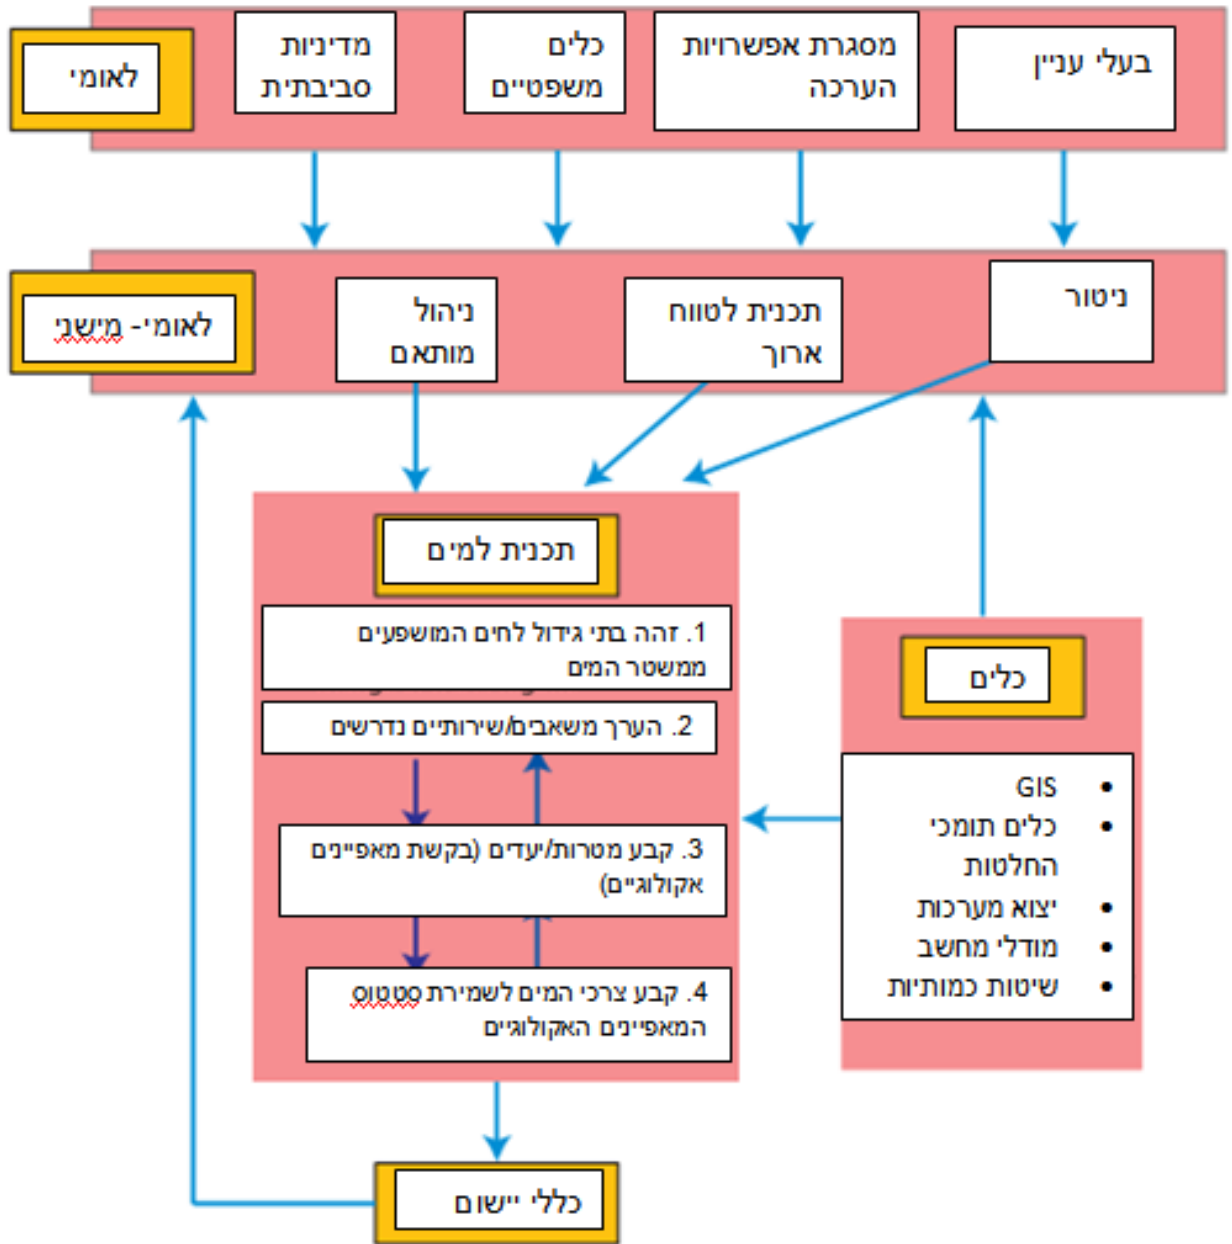 לאומי
מדיניות
סביבתית
כלים
משפטיים
מסגרת אפשרויות
הערכה
בעלי עניין
לאומי- מישני
ניהול
מותאם
תכנית לטווח
ארוך
ניטור
תכנית למים
1. זהה בתי גידול לחים המושפעים
ממשטר המים
2. הערך משאבים/שירותיים נדרשים
3. קבע מטרות/יעדים (בקשת מאפיינים
אקולוגיים)
4. קבע צרכי המים לשמירת סטטוס
המאפיינים האקולוגיים
כלים
• GIS
• כלים תומכי
החלטות
• יצוא מערכות
• מודלי מחשב
• שיטות כמותיות
כללי יישום